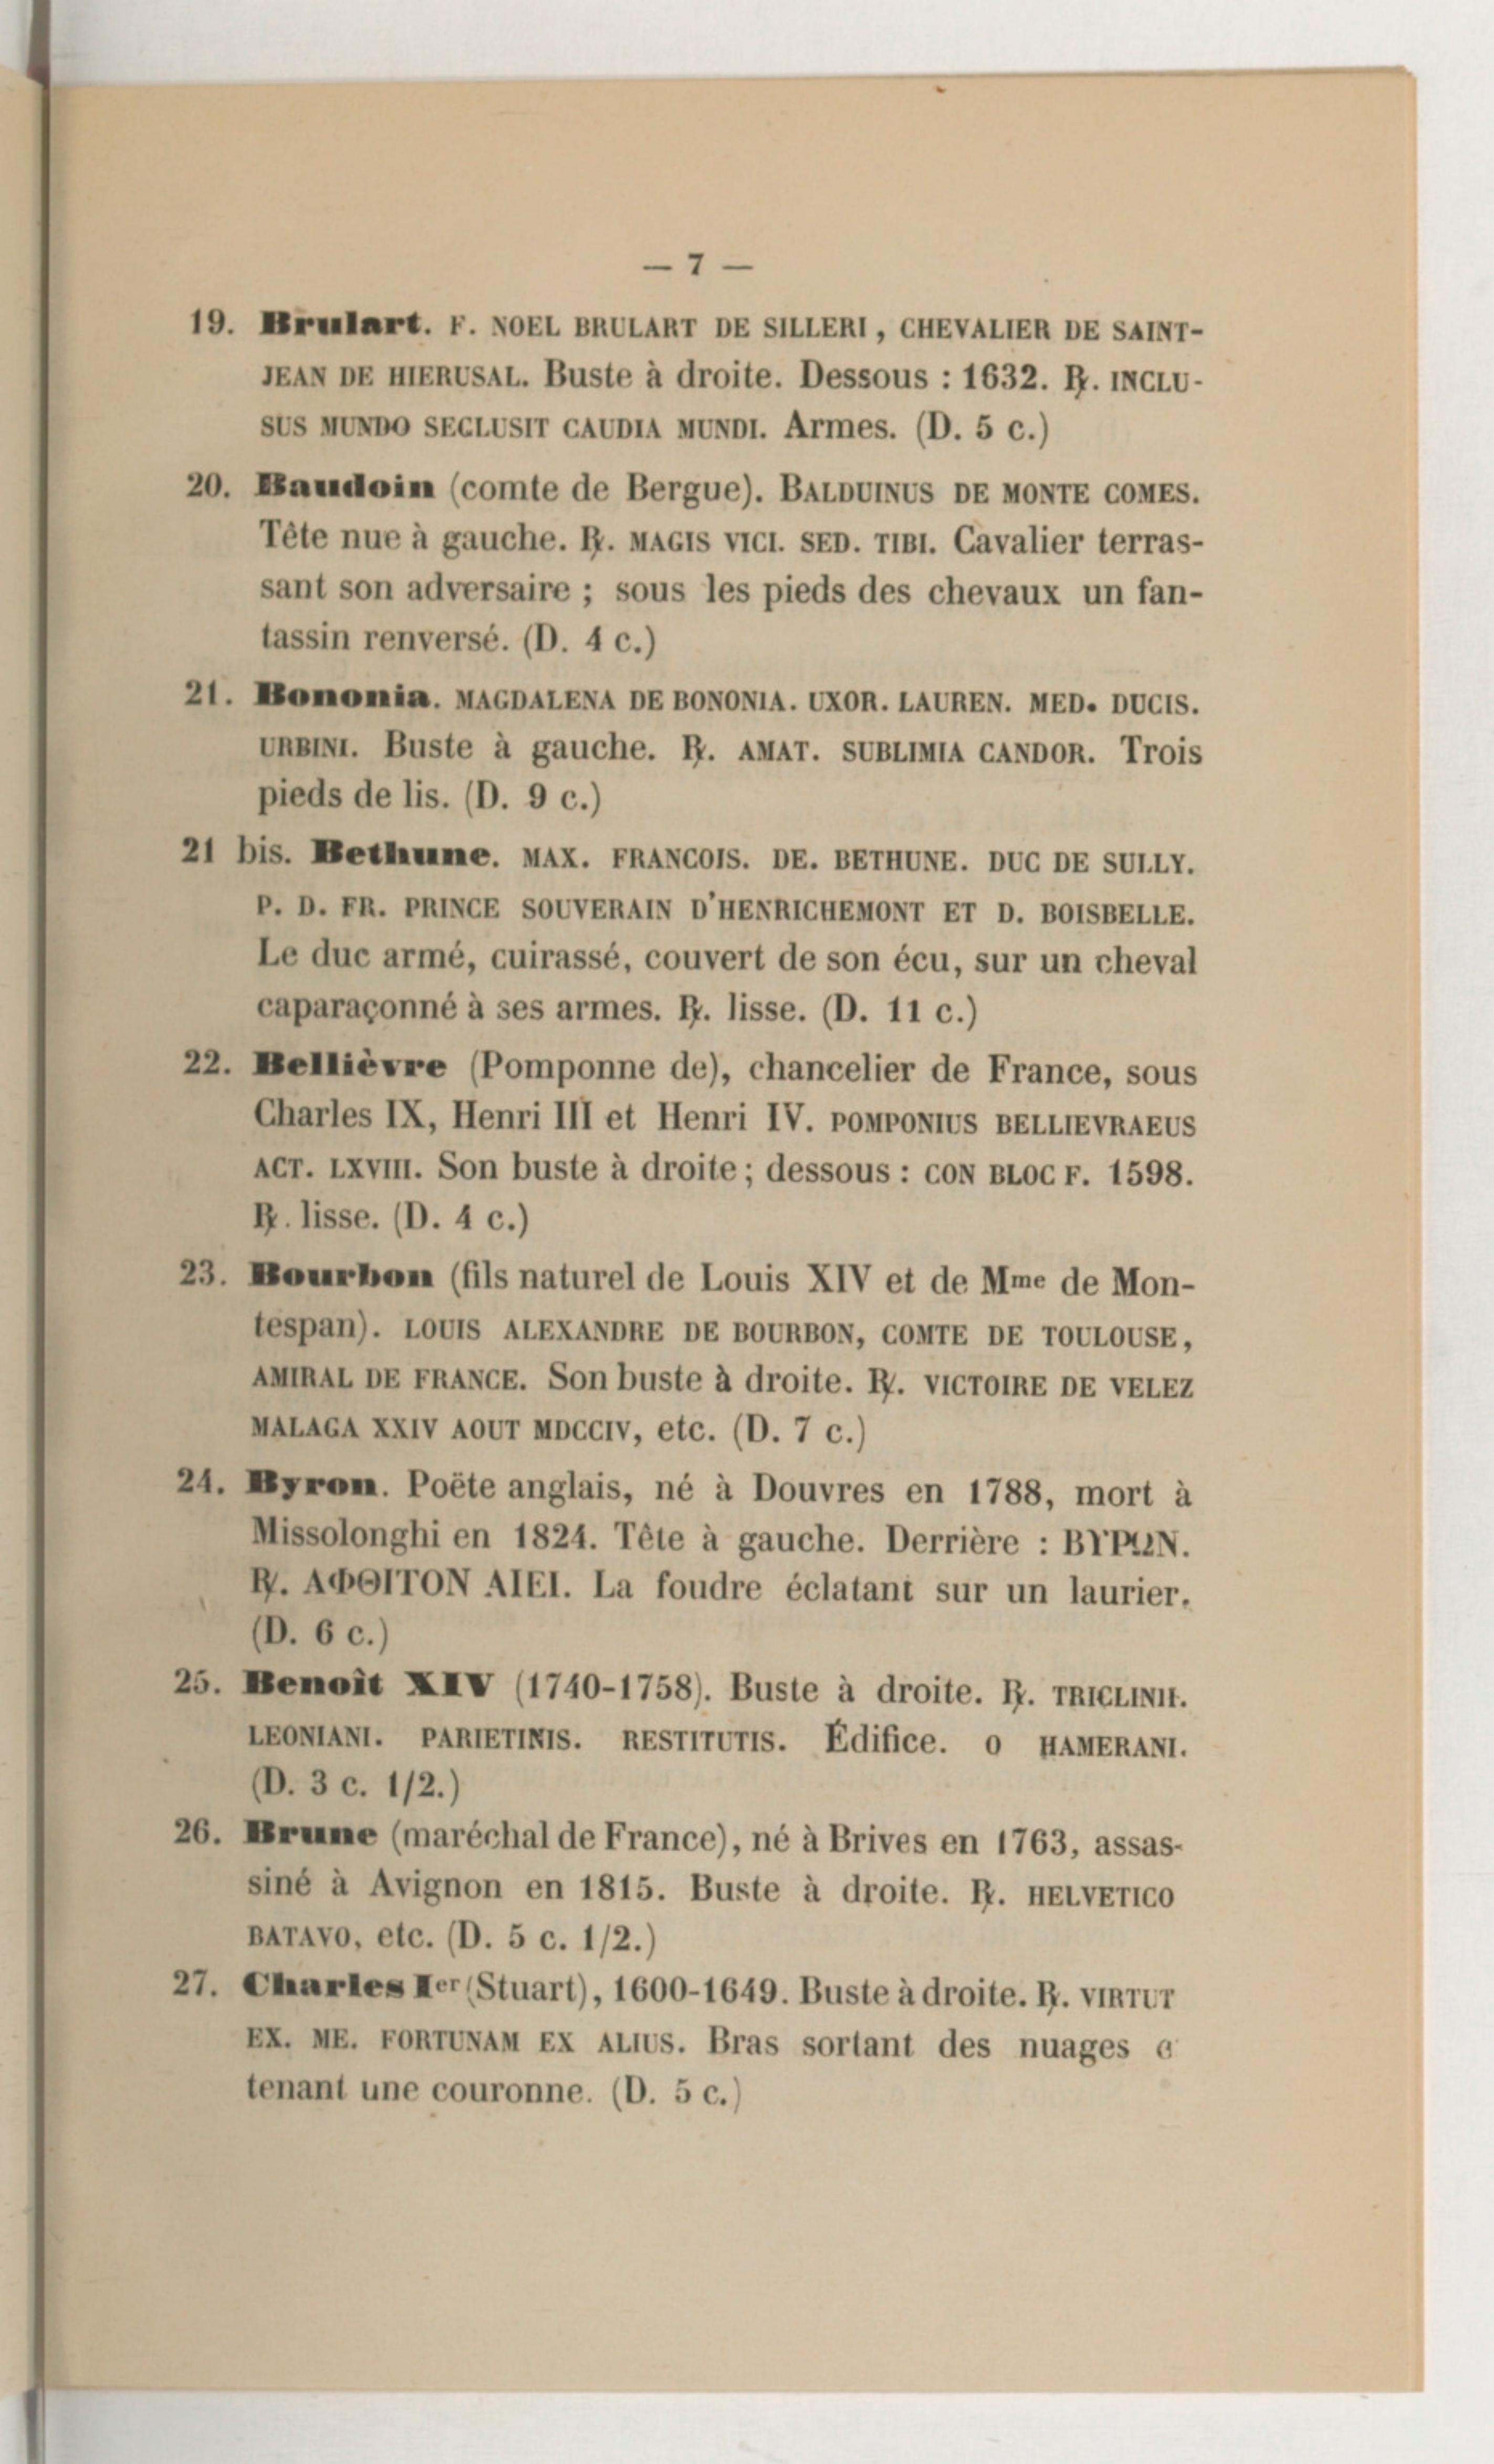 — 7 —
19. Brulart. F. NOEL BRULART DE SILLERI, CHEVALIER DE SAINT-
JEAN DE HIERUSAL. Buste à droite. Dessous : 1632. ℞. INCLU-
SUS MUNDO SECLUSIT CAUDIA MUNDI. Armes. (D. 5 c.)
20. Baudoin (comte de Bergue). BALDUINUS DE MONTE COMES.
Tête nue à gauche. ℞. MAGIS VICI. SED. TIBI. Cavalier terras-
sant son adversaire ; sous les pieds des chevaux un fan-
tassin renversé. (D. 4 c.)
21. Bononia. MAGDALENA DE BONONIA. UXOR. LAUREN. MED. DUCIS.
URBINI. Buste à gauche. ℞. AMAT. SUBLIMIA CANDOR. Trois
pieds de lis. (D. 9 c.)
21 bis. Bethune. MAX. FRANCOIS. DE. BETHUNE. DUC DE SULLY.
P. D. FR. PRINCE SOUVERAIN D'HENRICHEMONT ET D. BOISBELLE.
Le duc armé, cuirassé, couvert de son écu, sur un cheval
caparaçonné à ses armes. ℞. lisse. (D. 11 c.)
22. Bellièvre (Pomponne de), chancelier de France, sous
Charles IX, Henri III et Henri IV. POMPONIUS BELLIEVRAEUS
ACT. LXVIII. Son buste à droite ; dessous : CON BLOC F. 1598.
℞. lisse. (D. 4 c.)
23. Bourbon (fils naturel de Louis XIV et de Mme de Mon-
tespan). LOUIS ALEXANDRE DE BOURBON, COMTE DE TOULOUSE,
AMIRAL DE FRANCE. Son buste à droite. ℞. VICTOIRE DE VELEZ
MALAGA XXIV AOUT MDCCIV, etc. (D. 7 c.)
24. Byron. Poëte anglais, né à Douvres en 1788, mort à
Missolonghi en 1824. Tête à gauche. Derrière : ΒΥΡΩΝ.
℞. ΑΦΘΙΤΟΝ ΑΙΕΙ. La foudre éclatant sur un laurier.
(D. 6 c.)
25. Benoît XIV (1740-1758). Buste à droite. ℞. TRICLINII.
LEONIANI. PARIETINIS. RESTITUTIS. Édifice. O HAMERANI.
(D. 3 c. 1/2.)
26. Brune (maréchal de France), né à Brives en 1763, assas-
siné à Avignon en 1815. Buste à droite. ℞. HELVETICO
BATAVO, etc. (D. 5 c. 1/2.)
27. Charles Ier (Stuart), 1600-1649. Buste à droite. ℞. VIRTUT
EX. ME. FORTUNAM EX ALIUS. Bras sortant des nuages
tenant une couronne. (D. 5 c.)